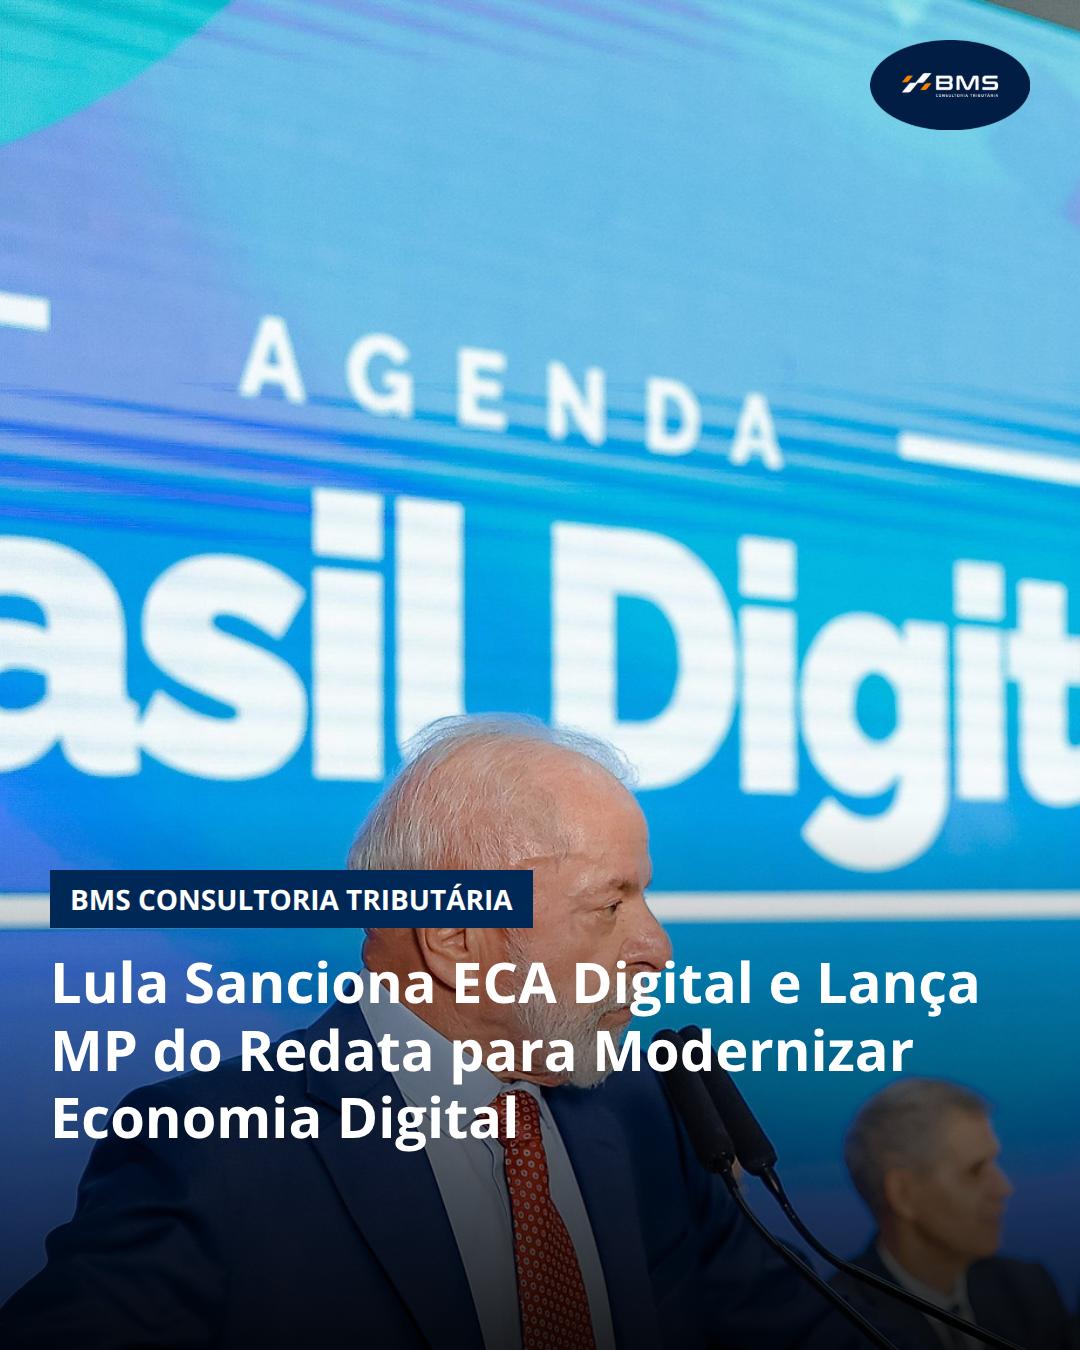 BMS
CONSULTORIA TRIBUTÁRIA
AGENDA
asil Digit
BMS CONSULTORIA TRIBUTÁRIA
Lula Sanciona ECA Digital e Lança
MP do Redata para Modernizar
Economia Digital